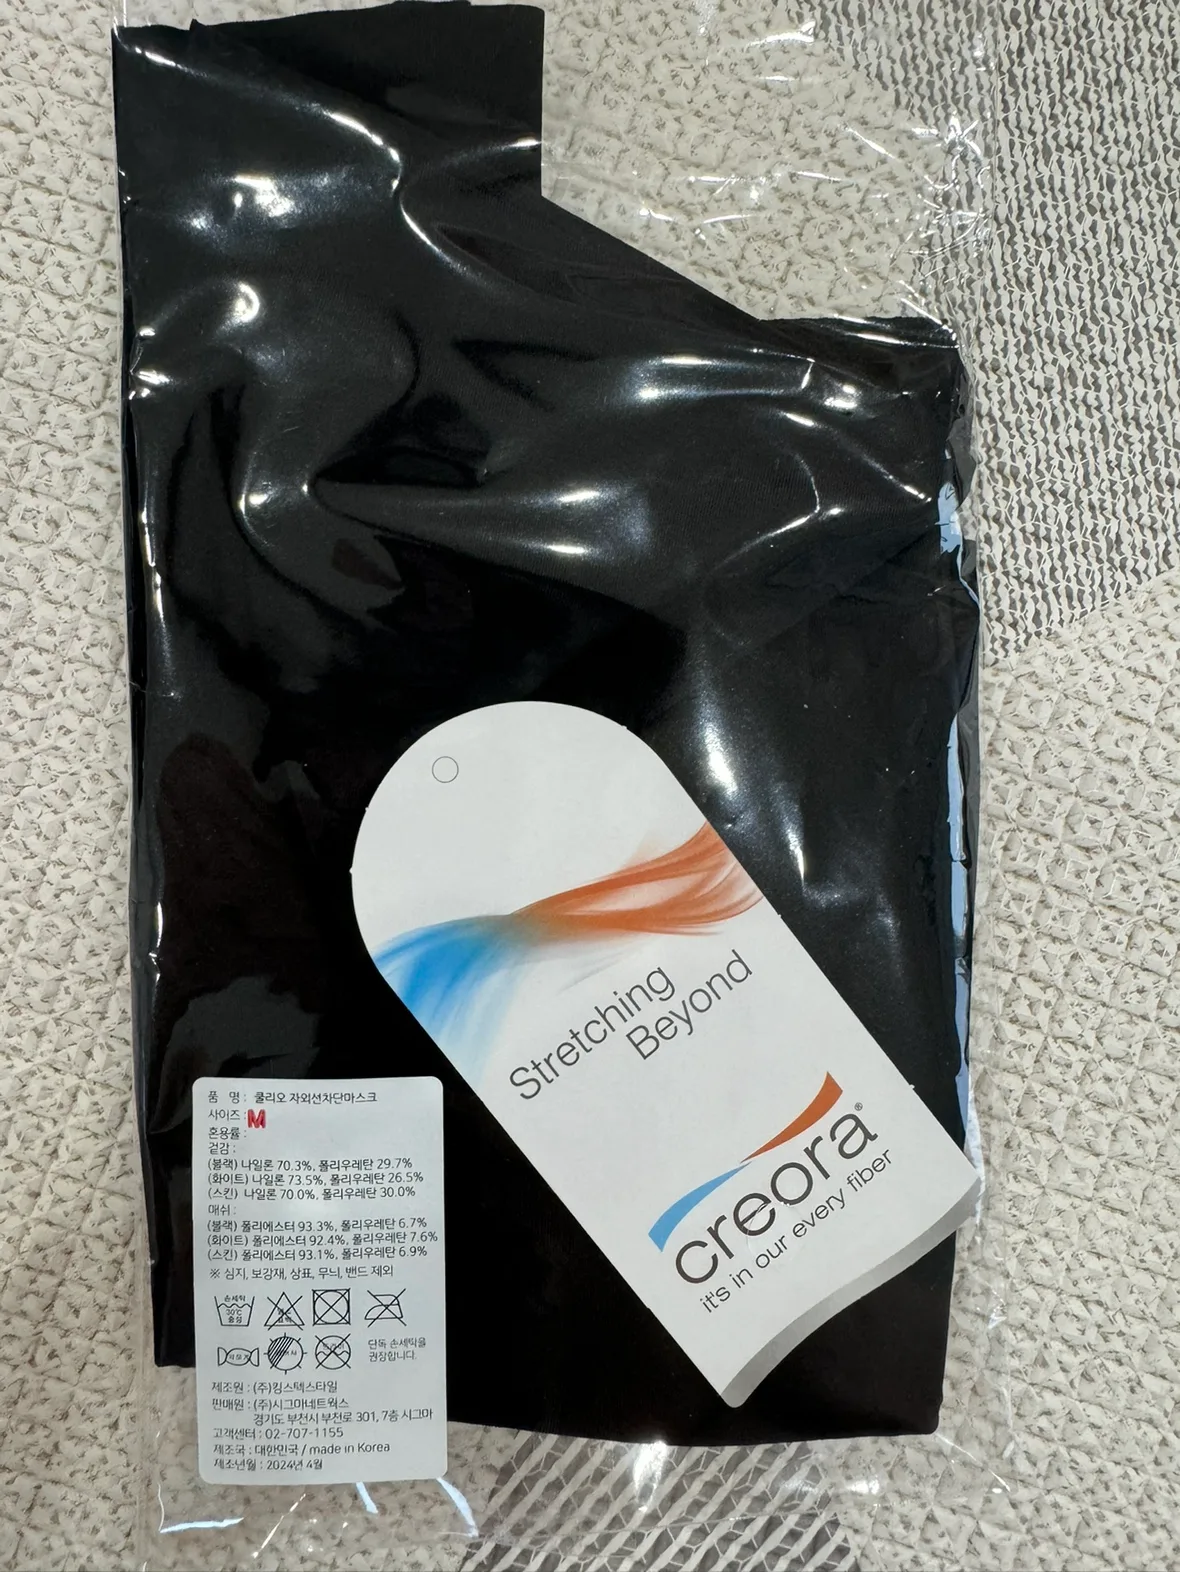 Stretching
Beyond
creora®
it's in our every fiber
품 명 : 쿨리오 자외선차단마스크
사이즈 : M
혼용률 :
겉감 :
(블랙) 나일론 70.3%, 폴리우레탄 29.7%
(화이트) 나일론 73.5%, 폴리우레탄 26.5%
(스킨) 나일론 70.0%, 폴리우레탄 30.0%
매쉬 :
(블랙) 폴리에스터 93.3%, 폴리우레탄 6.7%
(화이트) 폴리에스터 92.4%, 폴리우레탄 7.6%
(스킨) 폴리에스터 93.1%, 폴리우레탄 6.9%
※ 심지, 보강재, 상표, 무늬, 밴드 제외
손세탁
30℃
중성
단독 손세탁을
권장합니다.
제조원 : (주)킹스텍스타일
판매원 : (주)시그마네트웍스
경기도 부천시 부천로 301, 7층 시그마
고객센터 : 02-707-1155
제조국 : 대한민국 / made in Korea
제조년월 : 2024년 4월